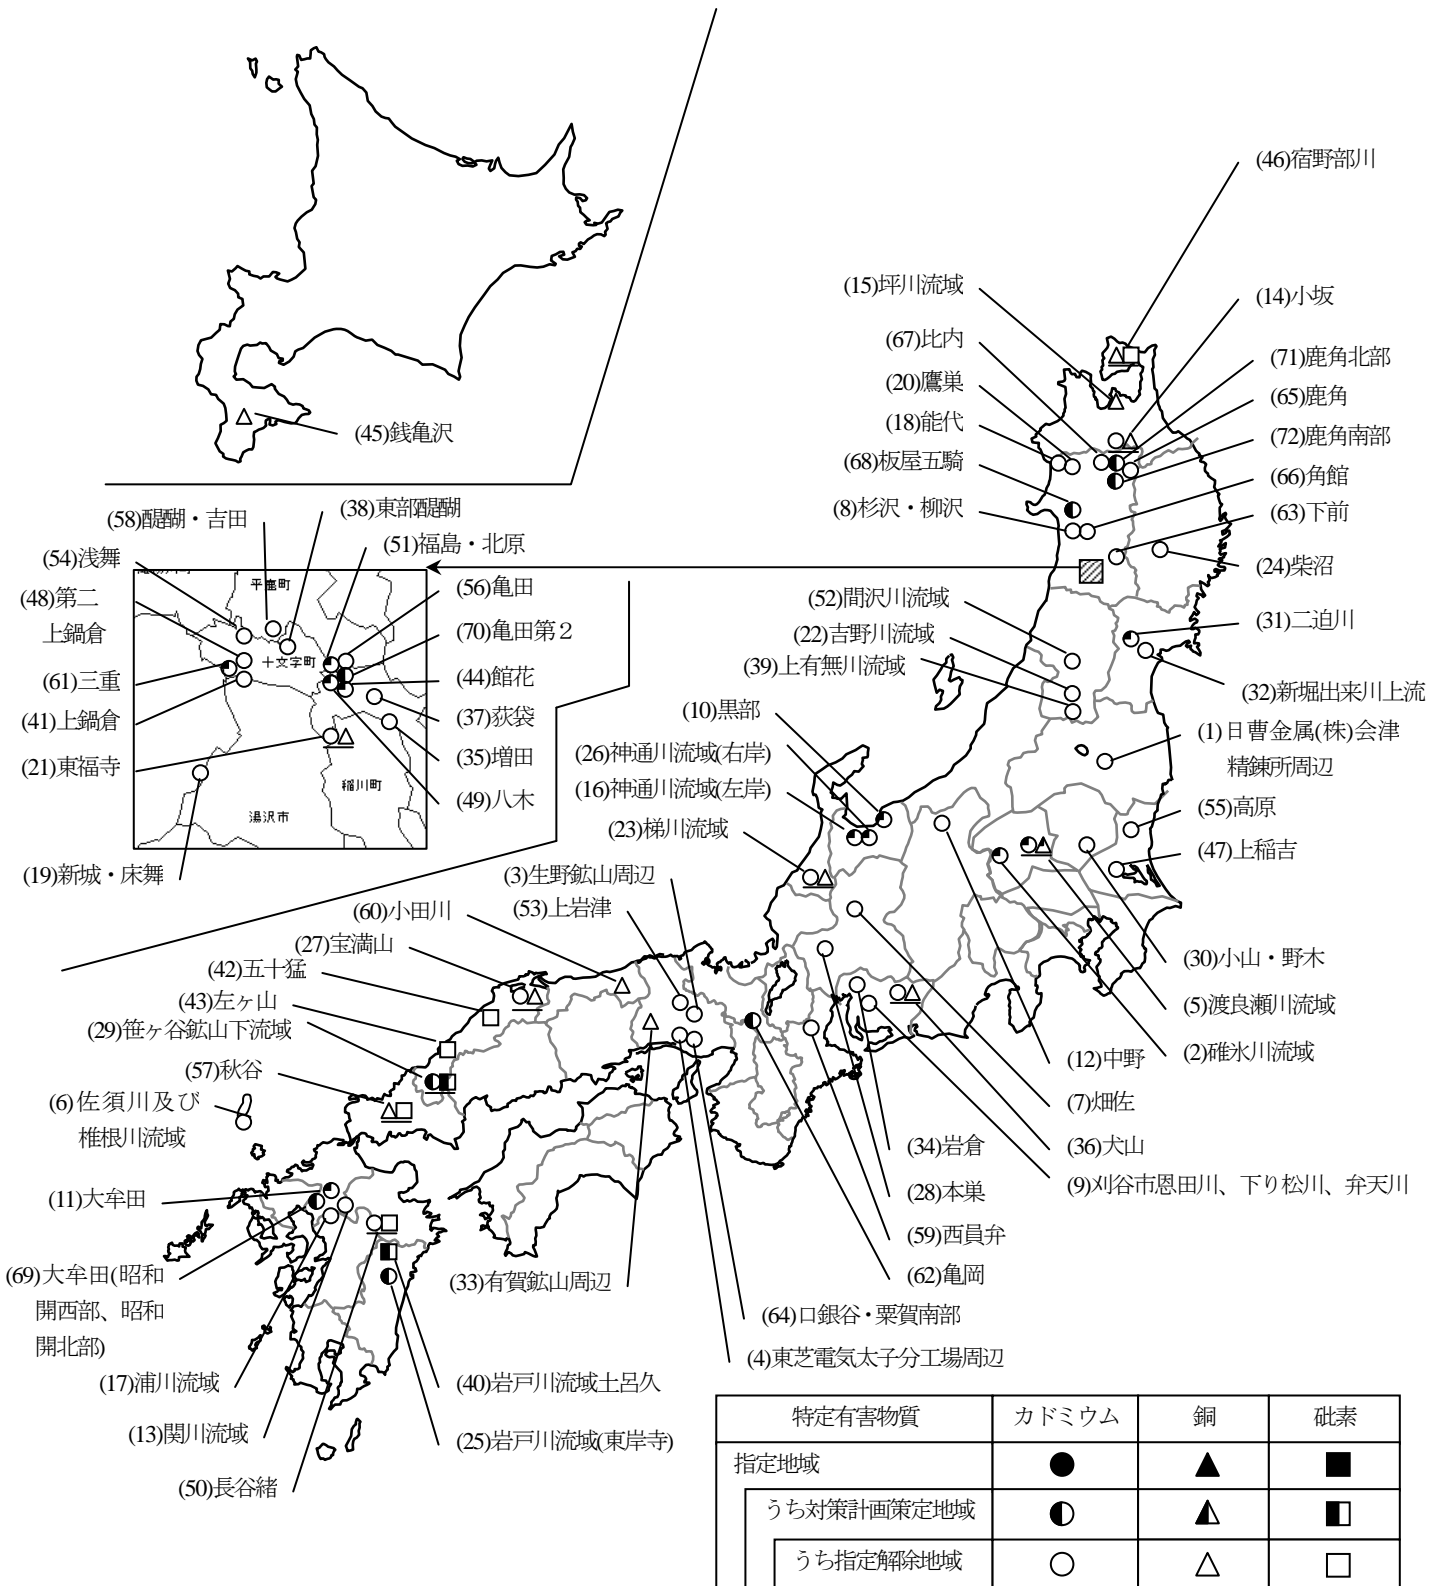 (46)宿野部川
(15)坪川流域
(14)小坂
(67)比内
(71)鹿角北部
(20)鷹巣
(65)鹿角
(18)能代
(72)鹿角南部
(45)銭亀沢
(68)板屋五騎
(66)角館
(8)杉沢・柳沢
(63)下前
(24)柴沼
(58)醍醐・吉田
(38)東部醍醐
(54)浅舞
(51)福島・北原
(48)第二
上鍋倉
(56)亀田
(70)亀田第２
(61)三重
(44)館花
(41)上鍋倉
(37)荻袋
(21)東福寺
(35)増田
(49)八木
(19)新城・床舞
平鹿町
十文字町
稲川町
湯沢市
(52)間沢川流域
(31)二迫川
(22)吉野川流域
(39)上有無川流域
(32)新堀出来川上流
(10)黒部
(1)日曹金属(株)会津
精錬所周辺
(26)神通川流域(右岸)
(16)神通川流域(左岸)
(55)高原
(23)梯川流域
(47)上稲吉
(3)生野鉱山周辺
(60)小田川
(53)上岩津
(27)宝満山
(30)小山・野木
(42)五十猛
(5)渡良瀬川流域
(43)左ヶ山
(29)笹ヶ谷鉱山下流域
(12)中野
(2)碓氷川流域
(57)秋谷
(6)佐須川及び
椎根川流域
(7)畑佐
(34)岩倉
(36)犬山
(11)大牟田
(28)本巣
(9)刈谷市恩田川、下り松川、弁天川
(59)西員弁
(69)大牟田(昭和
開西部、昭和
開北部)
(33)有賀鉱山周辺
(62)亀岡
(64)口銀谷・粟賀南部
(4)東芝電気太子分工場周辺
(17)浦川流域
(40)岩戸川流域土呂久
(13)関川流域
(25)岩戸川流域(東岸寺)
(50)長谷緒
特定有害物質 カドミウム 銅 砒素
指定地域 ● ▲ ■
うち対策計画策定地域 ◐ ◧
うち指定解除地域 ○ △ □